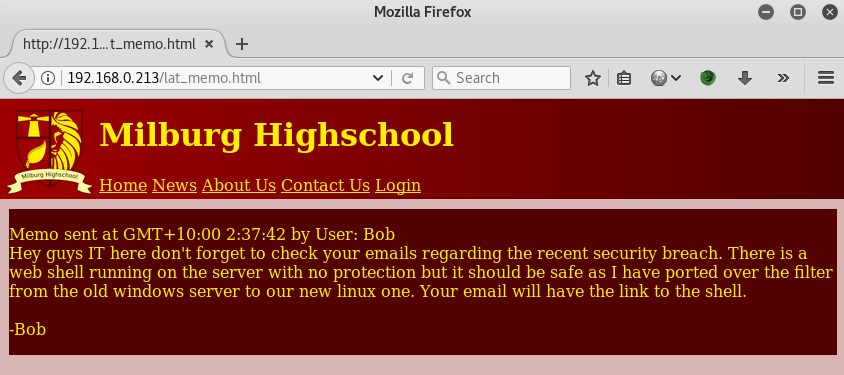 Mozilla Firefox
http://192.1...t_memo.html
192.168.0.213/lat_memo.html
Search
Milburg Highschool
Milburg Highschool
Home News About Us Contact Us Login
Memo sent at GMT+10:00 2:37:42 by User: Bob
Hey guys IT here don't forget to check your emails regarding the recent security breach. There is a
web shell running on the server with no protection but it should be safe as I have ported over the filter
from the old windows server to our new linux one. Your email will have the link to the shell.
-Bob